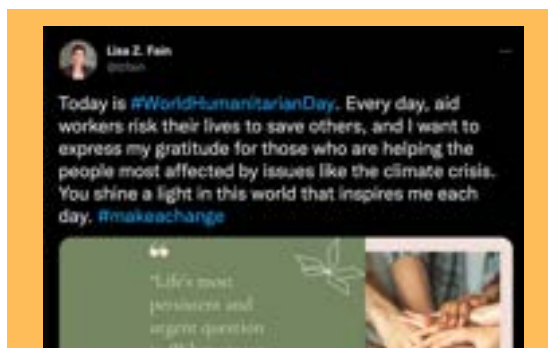 Lisa Z. Fain
Today is #WorldHumanitarianDay. Every day, aid
workers risk their lives to save others, and I want to
express my gratitude for those who are helping the
people most affected by issues like the climate crisis.
You shine a light in this world that inspires me each
day. #makeachange
"Life's most
persistent and
urgent question